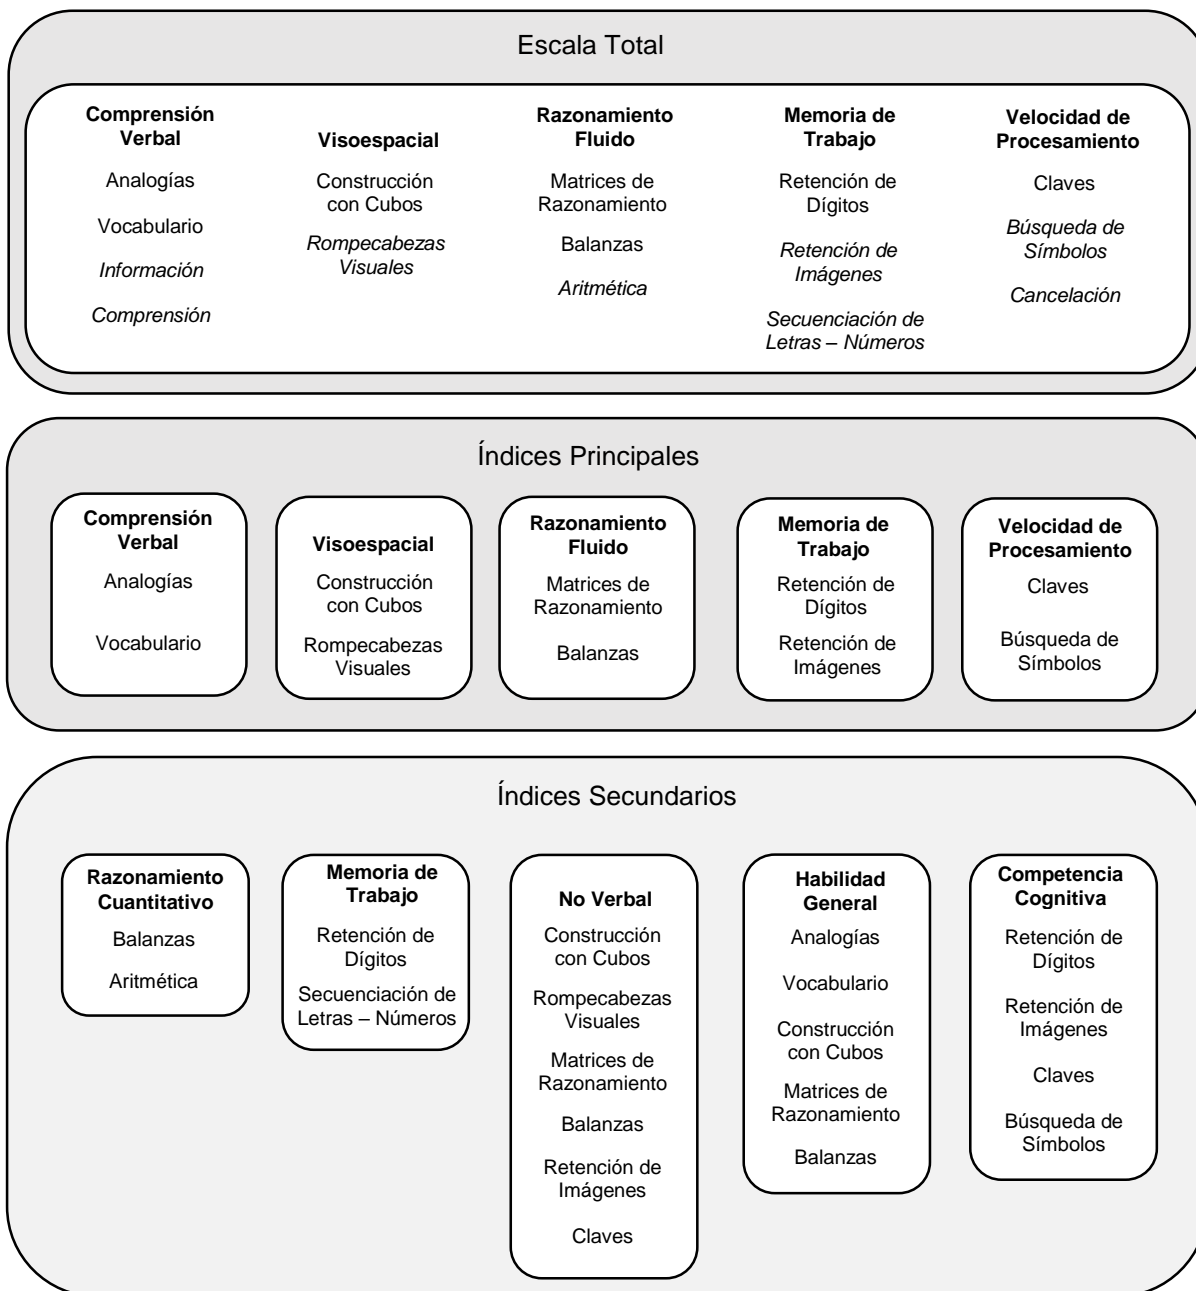 Escala Total
Comprensión
Verbal
Analogías
Vocabulario
Información
Comprensión
Visoespacial
Construcción
con Cubos
Rompecabezas
Visuales
Razonamiento
Fluido
Matrices de
Razonamiento
Balanzas
Aritmética
Memoria de
Trabajo
Retención de
Dígitos
Retención de
Imágenes
Secuenciación de
Letras – Números
Velocidad de
Procesamiento
Claves
Búsqueda de
Símbolos
Cancelación
Índices Principales
Comprensión
Verbal
Analogías
Vocabulario
Visoespacial
Construcción
con Cubos
Rompecabezas
Visuales
Razonamiento
Fluido
Matrices de
Razonamiento
Balanzas
Memoria de
Trabajo
Retención de
Dígitos
Retención de
Imágenes
Velocidad de
Procesamiento
Claves
Búsqueda de
Símbolos
Índices Secundarios
Razonamiento
Cuantitativo
Balanzas
Aritmética
Memoria de
Trabajo
Retención de
Dígitos
Secuenciación de
Letras – Números
No Verbal
Construcción
con Cubos
Rompecabezas
Visuales
Matrices de
Razonamiento
Balanzas
Retención de
Imágenes
Claves
Habilidad
General
Analogías
Vocabulario
Construcción
con Cubos
Matrices de
Razonamiento
Balanzas
Competencia
Cognitiva
Retención de
Dígitos
Retención de
Imágenes
Claves
Búsqueda de
Símbolos